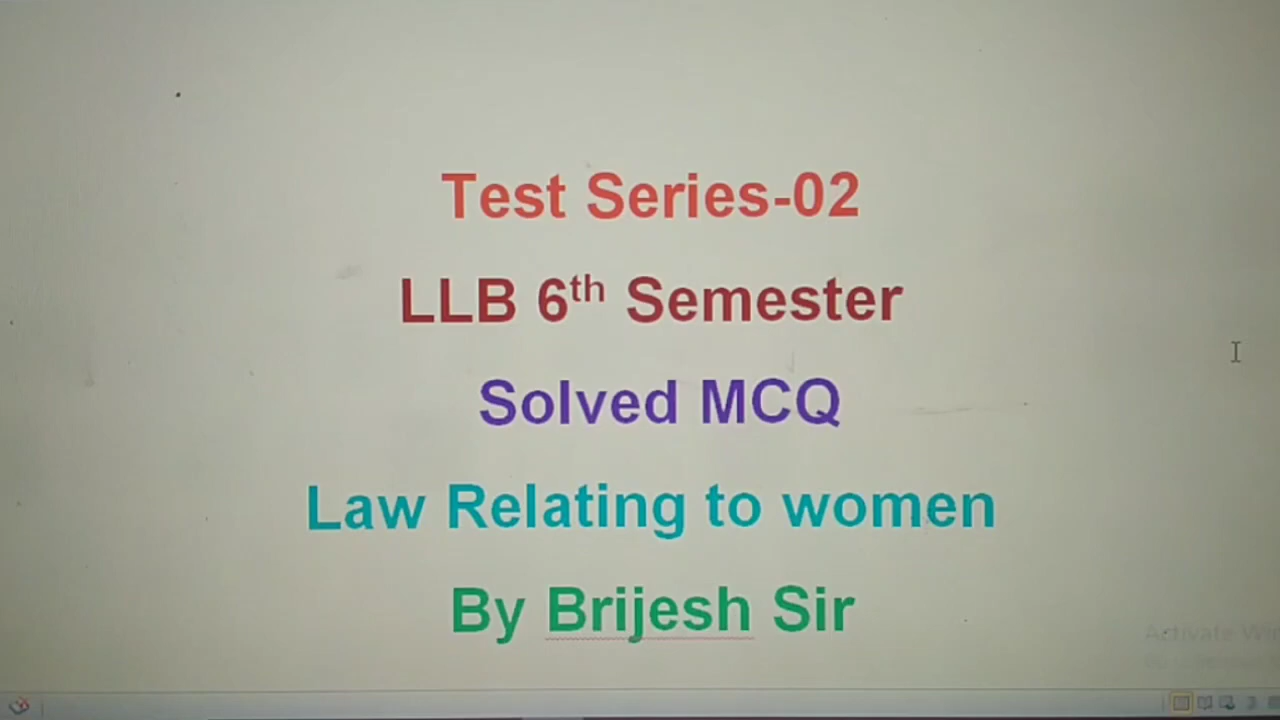 Test Series-02
LLB 6th Semester
Solved MCQ
Law Relating to women
By Brijesh Sir